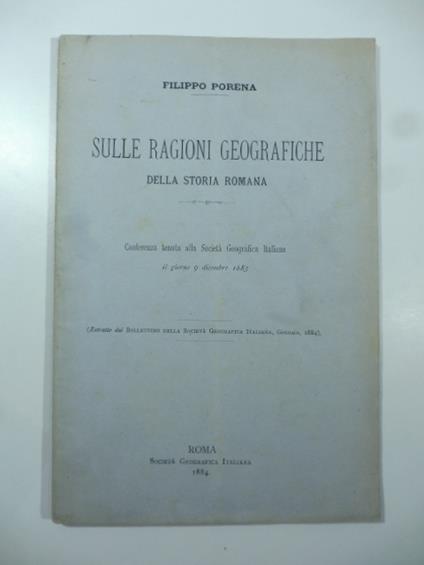 FILIPPO PORENA
SULLE RAGIONI GEOGRAFICHE
DELLA STORIA ROMANA
Conferenza tenuta alla Società Geografica Italiana
il giorno 9 dicembre 1883
(Estratto dal BOLLETTINO DELLA SOCIETÀ GEOGRAFICA ITALIANA, Gennaio, 1884).
ROMA
SOCIETÀ GEOGRAFICA ITALIANA
1884.